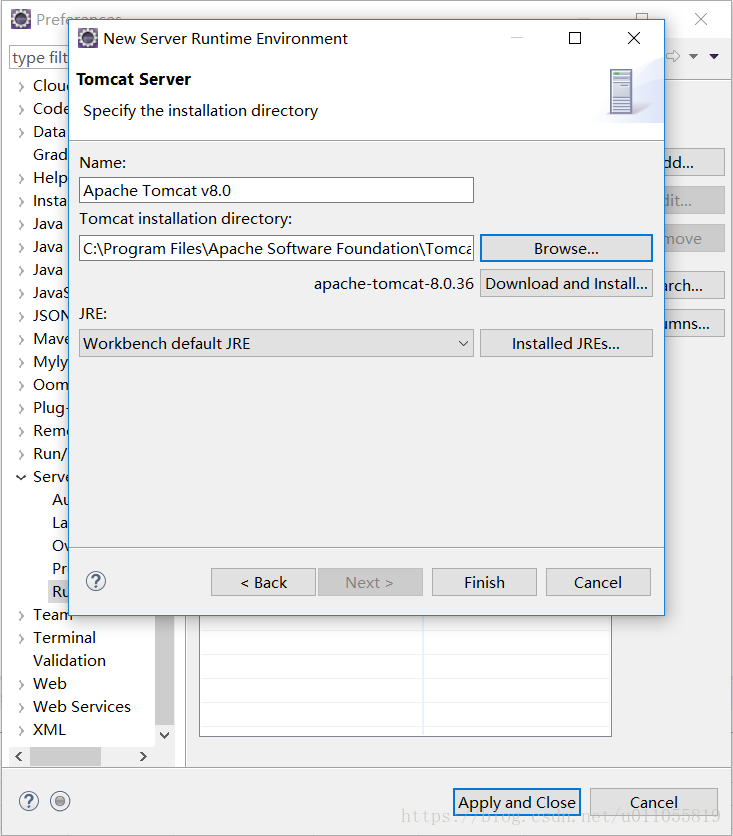 Preferences
New Server Runtime Environment
type filt
Tomcat Server
Specify the installation directory
Cloud
Code
Data
Grad
Help
Insta
Java
Java
Java
JavaS
JSON
Mave
Myly
Oom
Plug-
Remo
Run/
Serve
Au
La
Ov
Pr
Ru
Team
Terminal
Validation
Web
Web Services
XML
Name:
Apache Tomcat v8.0
Tomcat installation directory:
C:\Program Files\Apache Software Foundation\Tomca
Browse...
apache-tomcat-8.0.36
Download and Install...
JRE:
Workbench default JRE
Installed JREs...
< Back
Next >
Finish
Cancel
dd...
dit...
move
arch...
umns...
Apply and Close
Cancel
https://blog.csdn.net/u011055819